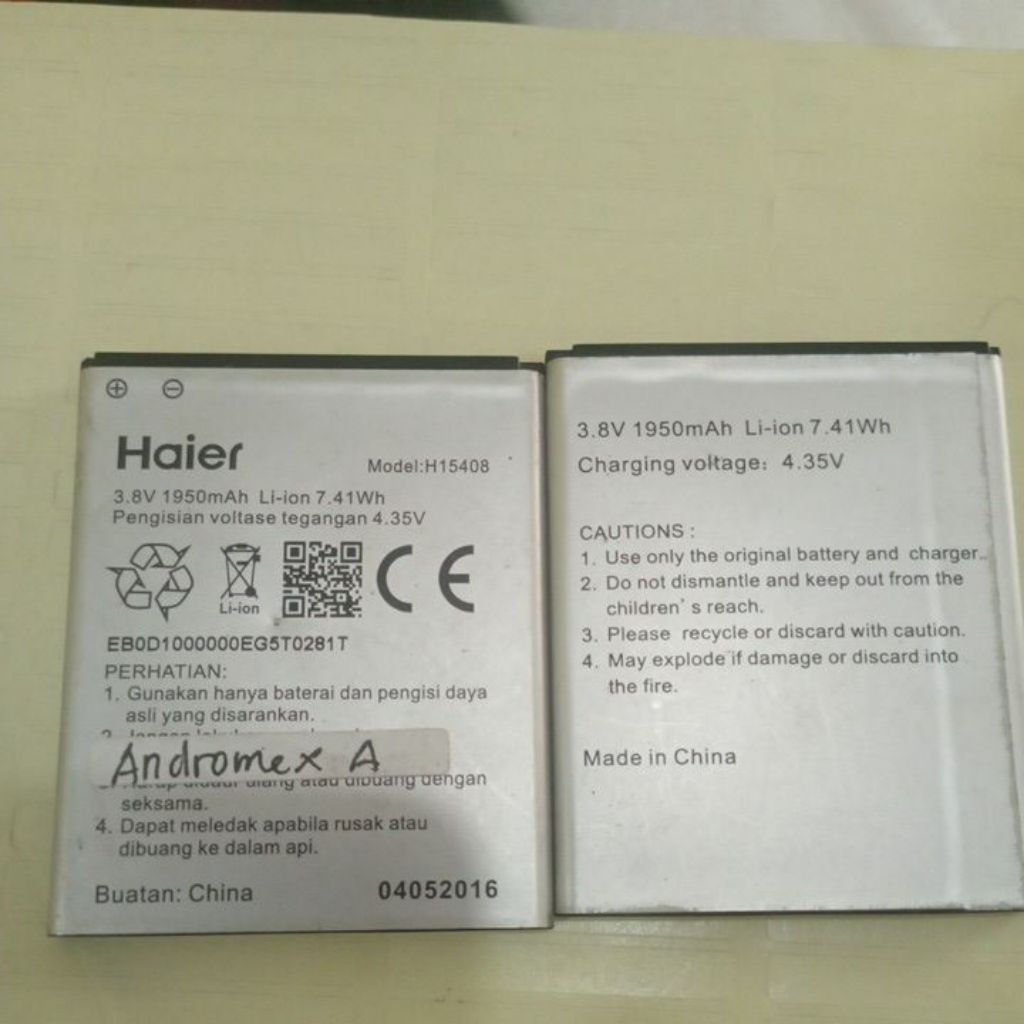 Haier
Model:H15408
3.8V 1950mAh Li-ion 7.41Wh
Pengisian voltase tegangan 4.35V
Li-ion
CE
EB0D1000000EG5T0281T
PERHATIAN:
1. Gunakan hanya baterai dan pengisi daya
asli yang disarankan.
Andromex A
ulang atau dibuang dengan
seksama.
4. Dapat meledak apabila rusak atau
dibuang ke dalam api.
Buatan: China
04052016
3.8V 1950mAh Li-ion 7.41Wh
Charging voltage: 4.35V
CAUTIONS :
1. Use only the original battery and charger..
2. Do not dismantle and keep out from the
children's reach.
3. Please recycle or discard with caution.
4. May explode if damage or discard into
the fire.
Made in China